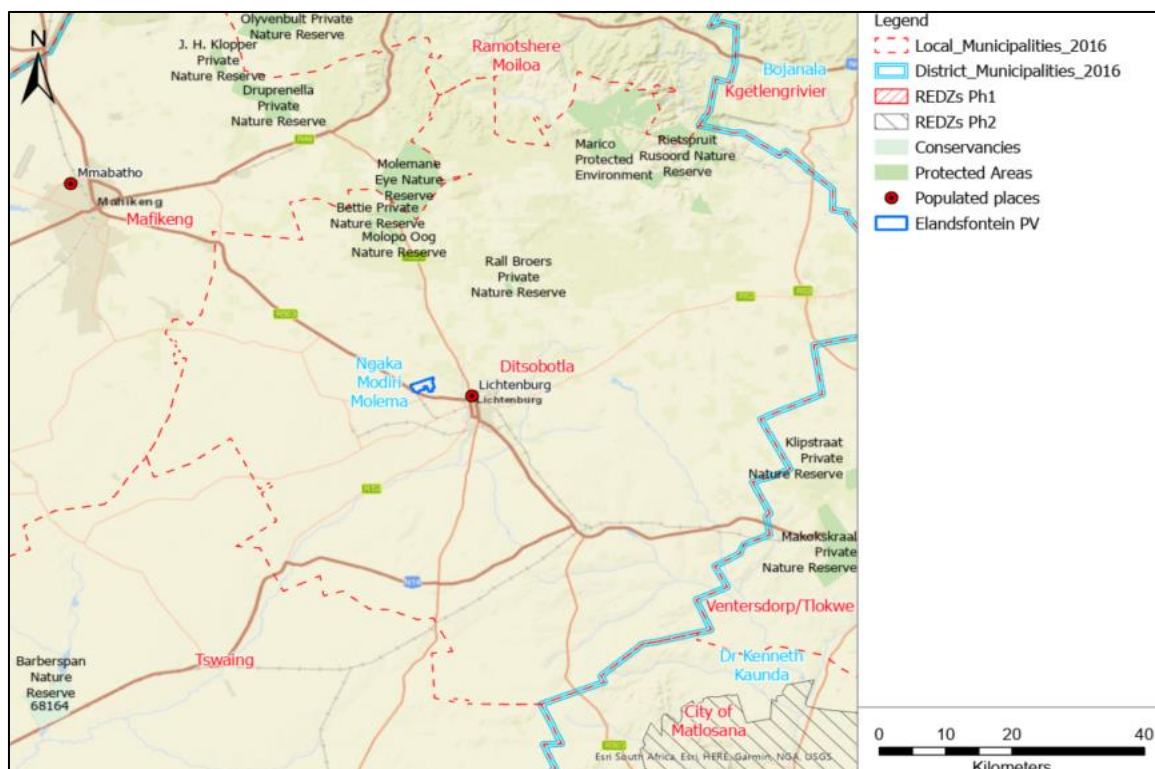 Olyvenbult Private
Nature Reserve
J. H. Klopper
Private
Nature Reserve
Druprenella
Private
Nature Reserve
Ramotshere
Moiloa
Bojanala
Kgetlengrivier
N
Marico
Protected
Environment
Rietspruit
Rusoord Nature
Reserve
Mmabatho
Mahikeng
Mafikeng
Molemane
Eye Nature
Reserve
Bettie Private
Nature Reserve
Molopo Oog
Nature Reserve
Rall Broers
Private
Nature Reserve
R503
Ngaka
Modiri
Molema
Ditsobotla
Lichtenburg
Lichtenburg
Klipstraat
Private
Nature Reserve
Makokskraal
Private
Nature Reserve
N14
Ventersdorp/Tlokwe
Tswaing
Dr Kenneth
Kaunda
Barberspan
Nature
Reserve
68164
City of
Matlosana
Esri South Africa, Esri, HERE, Garmin, NGA, USGS
Legend
Local_Municipalities_2016
District_Municipalities_2016
REDZs Ph1
REDZs Ph2
Conservancies
Protected Areas
Populated places
Elandsfontein PV
0 10 20 40
Kilometers